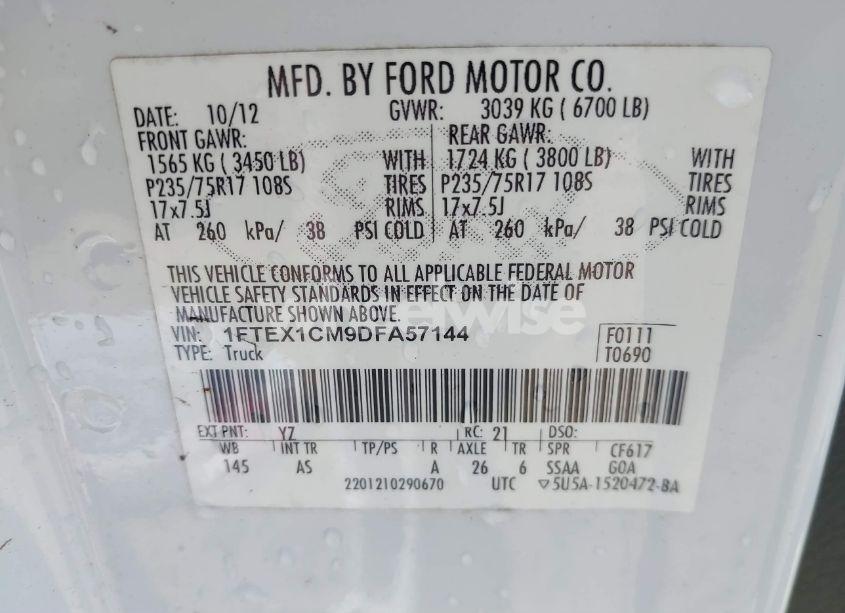 MFD. BY FORD MOTOR CO.
DATE: 10/12 GVWR: 3039 KG ( 6700 LB)
FRONT GAWR: REAR GAWR:
1565 KG ( 3450 LB) WITH 1724 KG ( 3800 LB) WITH
P235/75R17 108S TIRES P235/75R17 108S TIRES
17x7.5J RIMS 17x7.5J RIMS
AT 260 kPa/ 38 PSI COLD AT 260 kPa/ 38 PSI COLD
THIS VEHICLE CONFORMS TO ALL APPLICABLE FEDERAL MOTOR
VEHICLE SAFETY STANDARDS IN EFFECT ON THE DATE OF
MANUFACTURE SHOWN ABOVE.
VIN: 1FTEX1CM9DFA57144 F0111
TYPE: Truck T0690
EXT PNT: YZ RC: 21 DSO:
WB INT TR TP/PS R AXLE TR SPR CF617
145 AS A 26 6 SSAA GOA
2201210290670 UTC ▽5U5A-1520472-BA